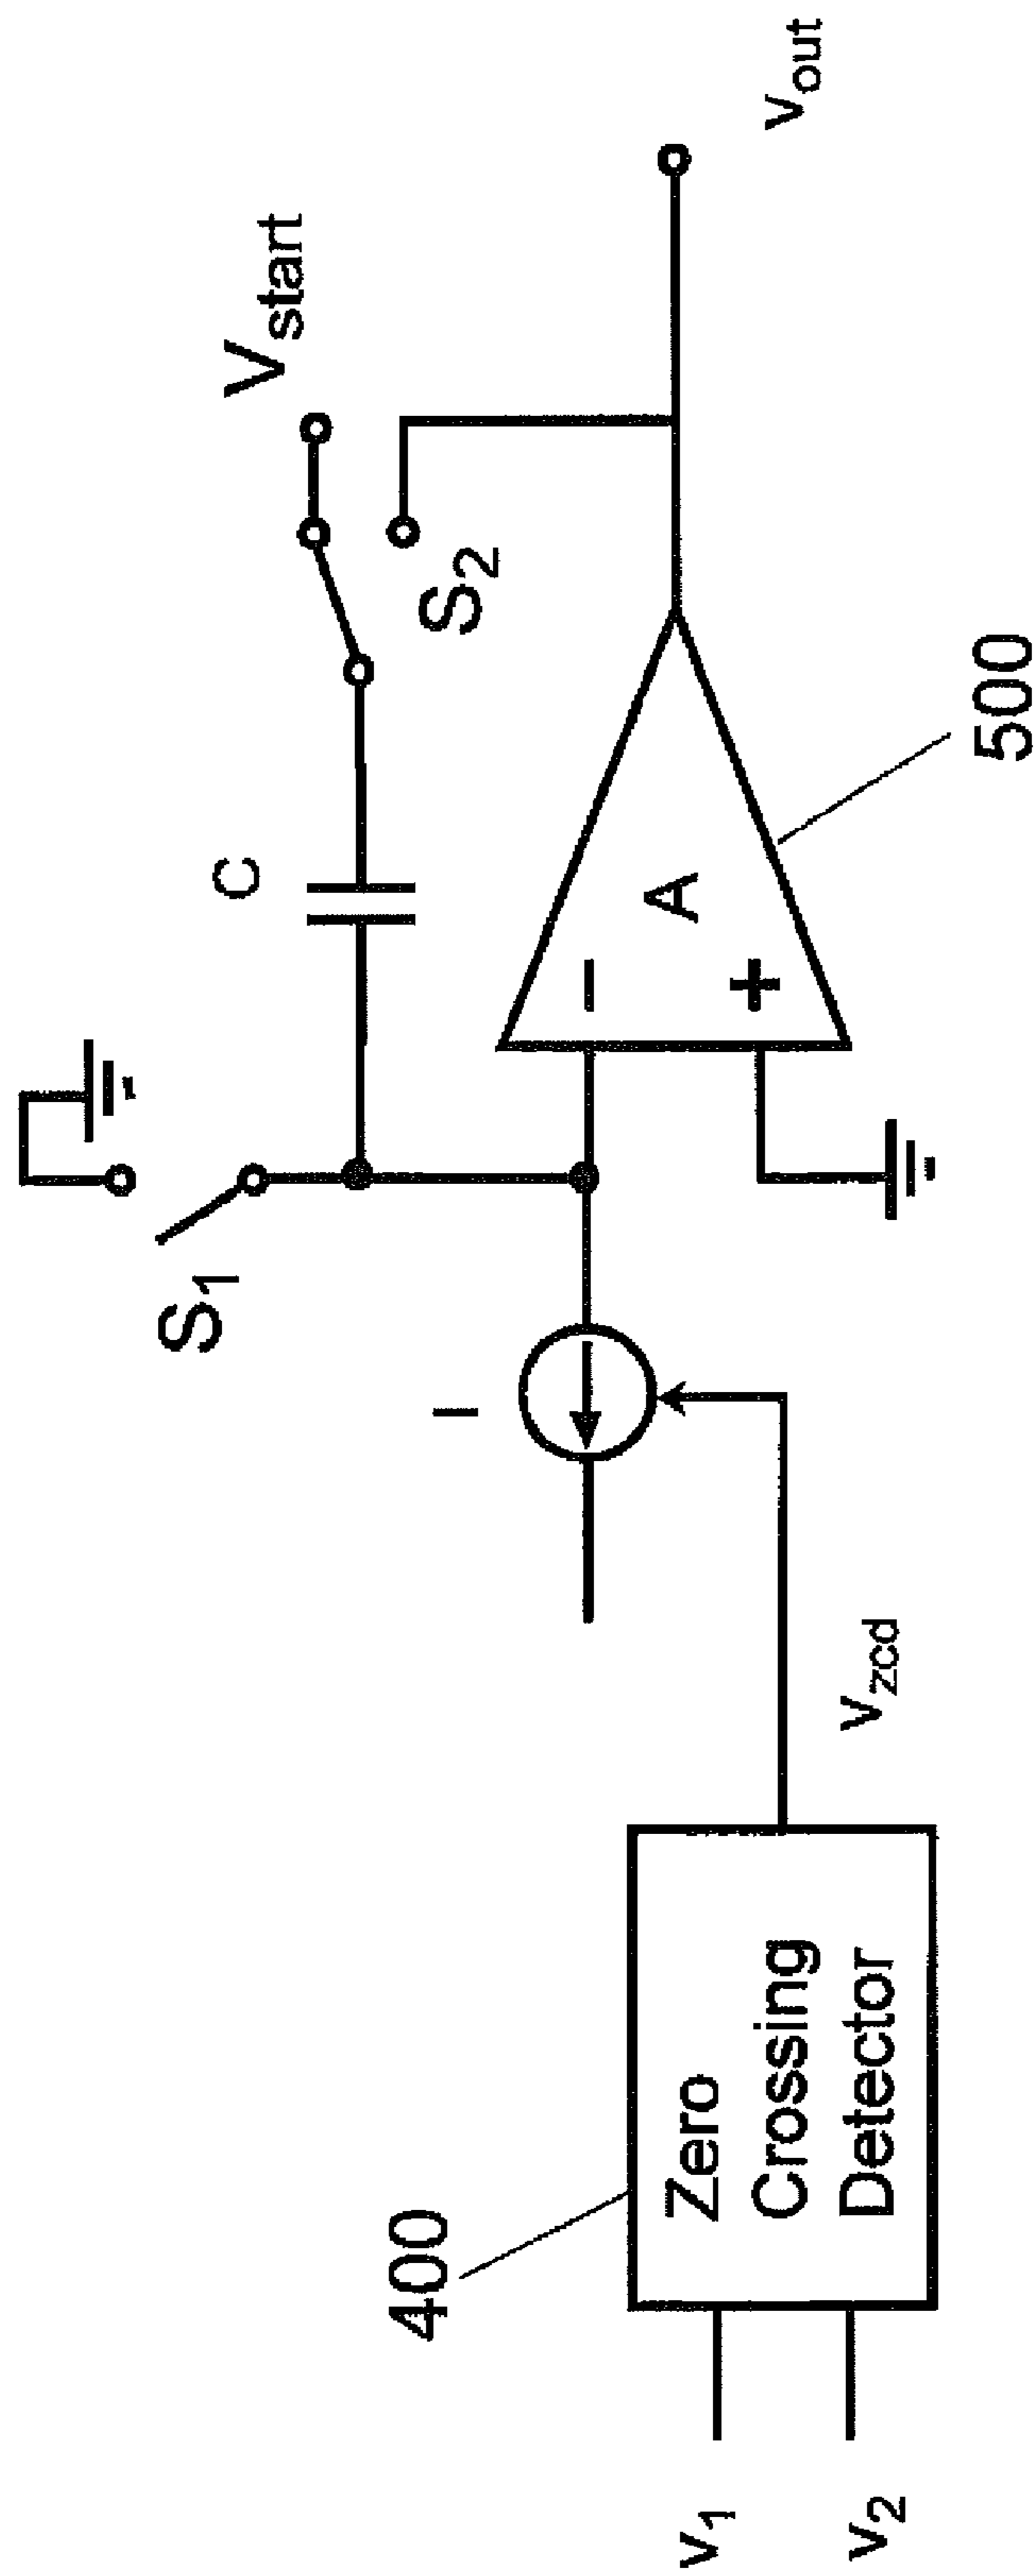 S₁
C
Vstart
S₂
vout
I
−
A
+
500
400
Zero
Crossing
Detector
vzcd
v₁
v₂